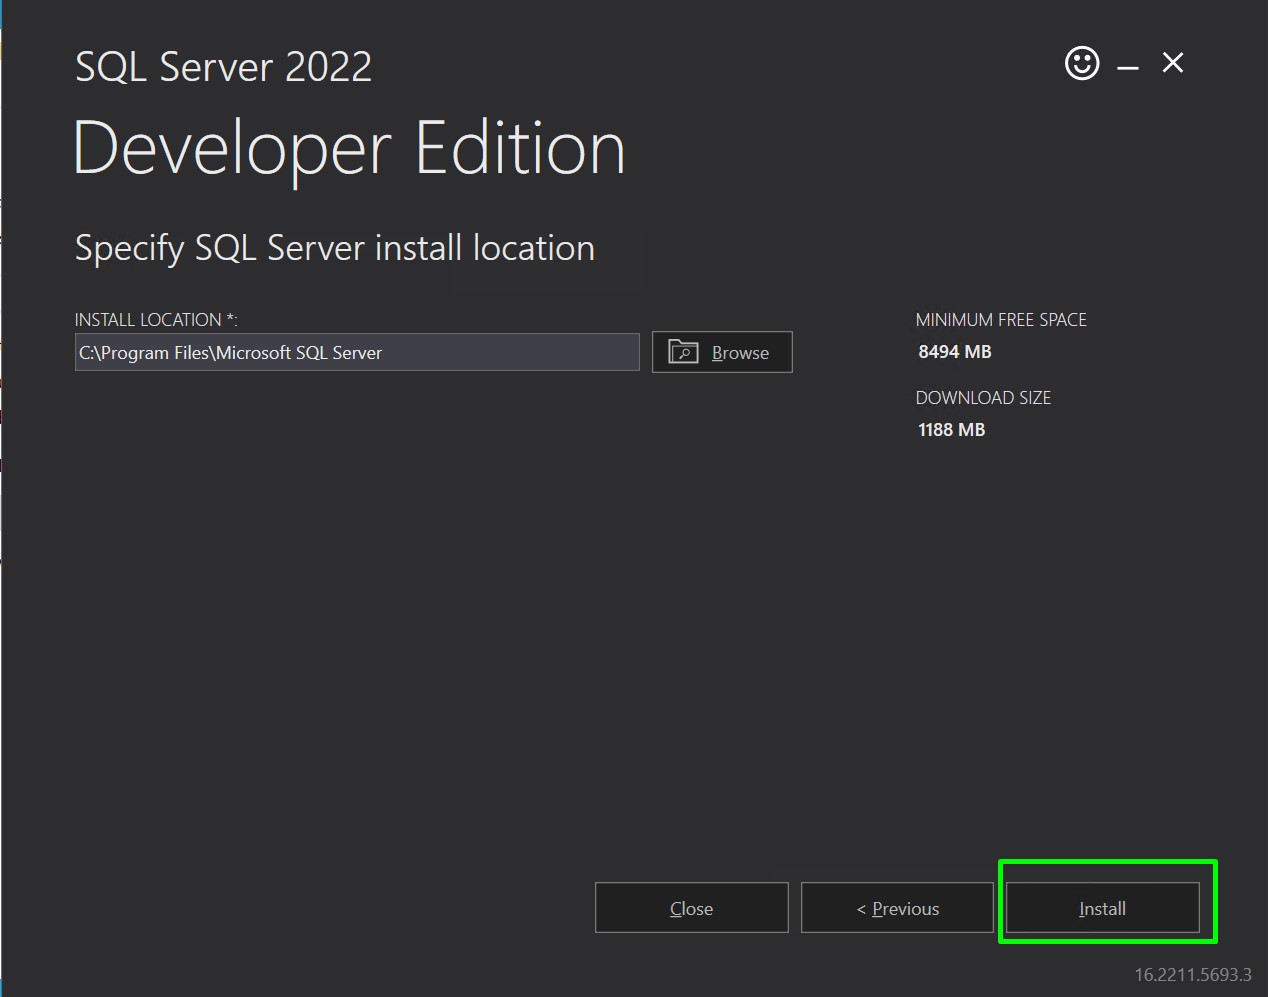 SQL Server 2022
Developer Edition
Specify SQL Server install location
INSTALL LOCATION *:
C:\Program Files\Microsoft SQL Server
Browse
MINIMUM FREE SPACE
8494 MB
DOWNLOAD SIZE
1188 MB
Close
< Previous
Install
16.2211.5693.3